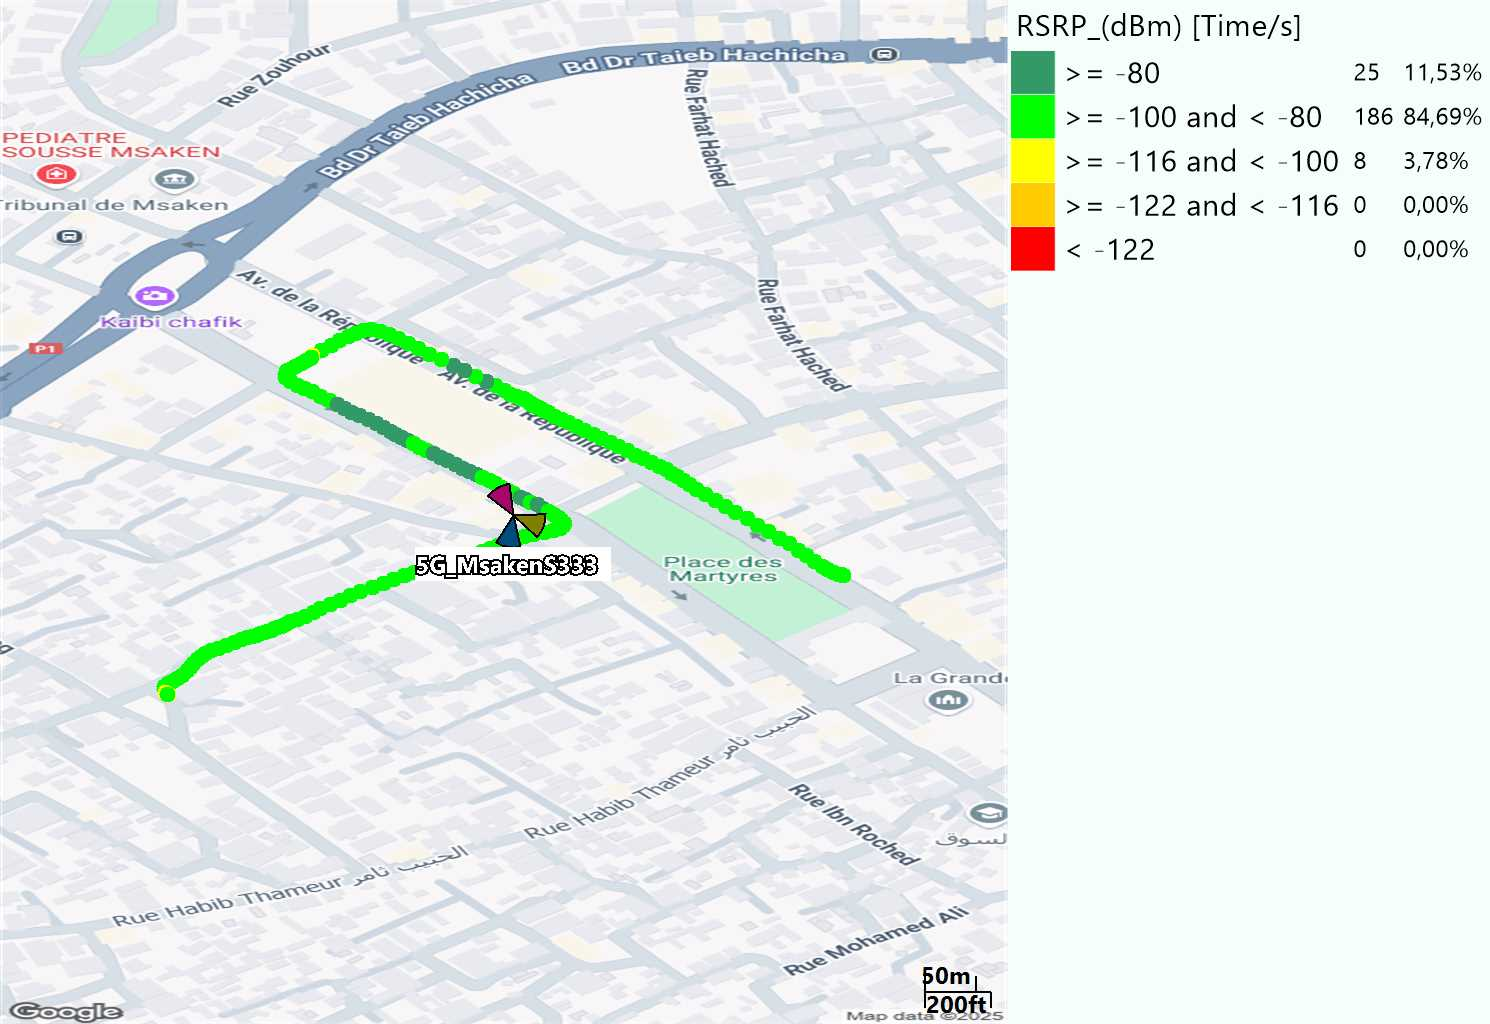 RSRP_(dBm) [Time/s]
>= -80 25 11,53%
>= -100 and < -80 186 84,69%
>= -116 and < -100 8 3,78%
>= -122 and < -116 0 0,00%
< -122 0 0,00%
Rue Zouhour
Bd Dr Taieb Hachicha
Bd Dr Taieb Hachicha
Rue Farhat Hached
PEDIATRE
SOUSSE MSAKEN
Tribunal de Msaken
Av. de la République
Kaibi chafik
P1
Rue Farhat Hached
Av. de la République
5G_MsakenS333
Place des
Martyres
La Grande
Rue Habib Thameur الحبيب ثامر
Rue Ibn Roched
السوق
Rue Habib Thameur الحبيب ثامر
Rue Mohamed Ali
50m
200ft
Google
Map data ©2025